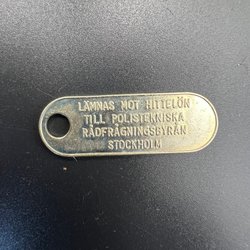 LÄMNAS MOT HITTELÖN
TILL POLISTEKNISKA
RÅDFRÅGNINGSBYRÅN
STOCKHOLM